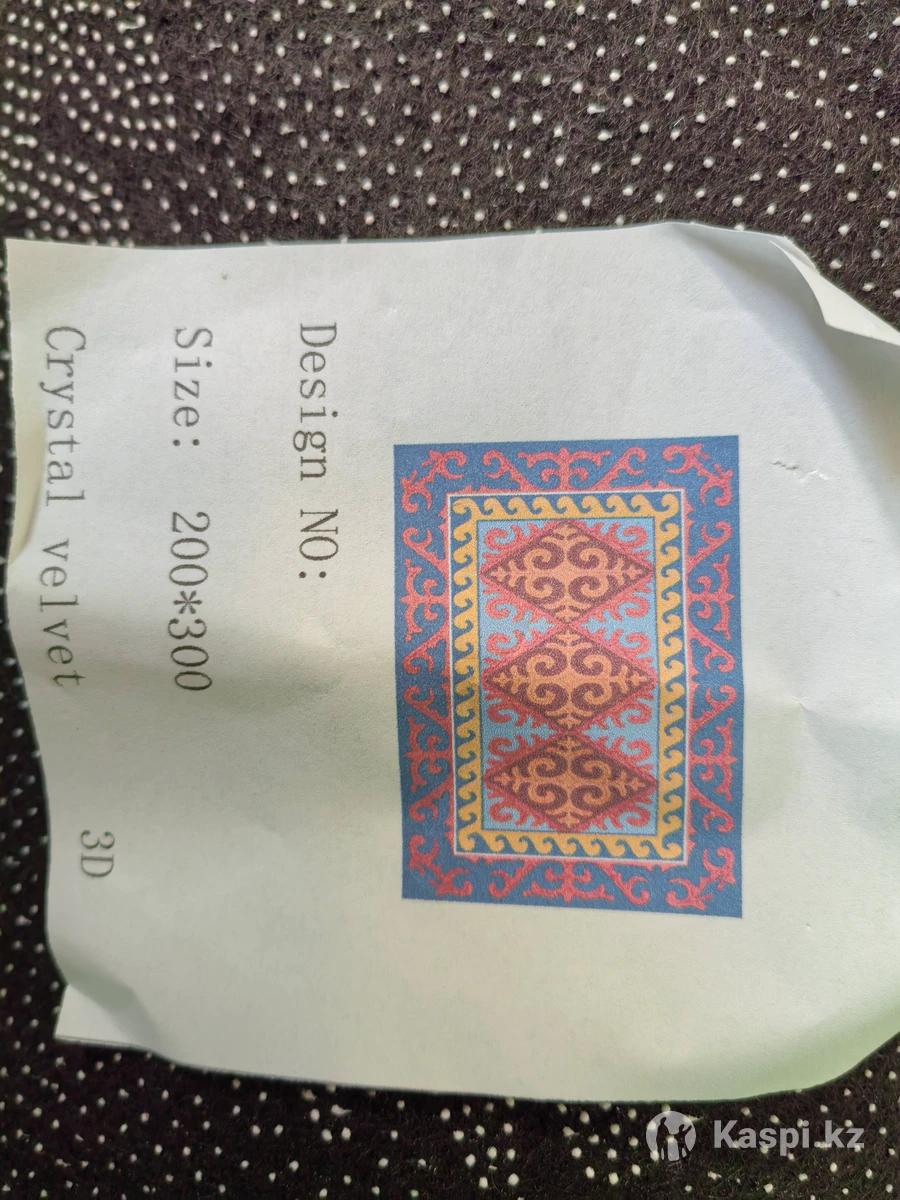 Design NO:
Size: 200*300
Crystal velvet 3D
Kaspi.kz